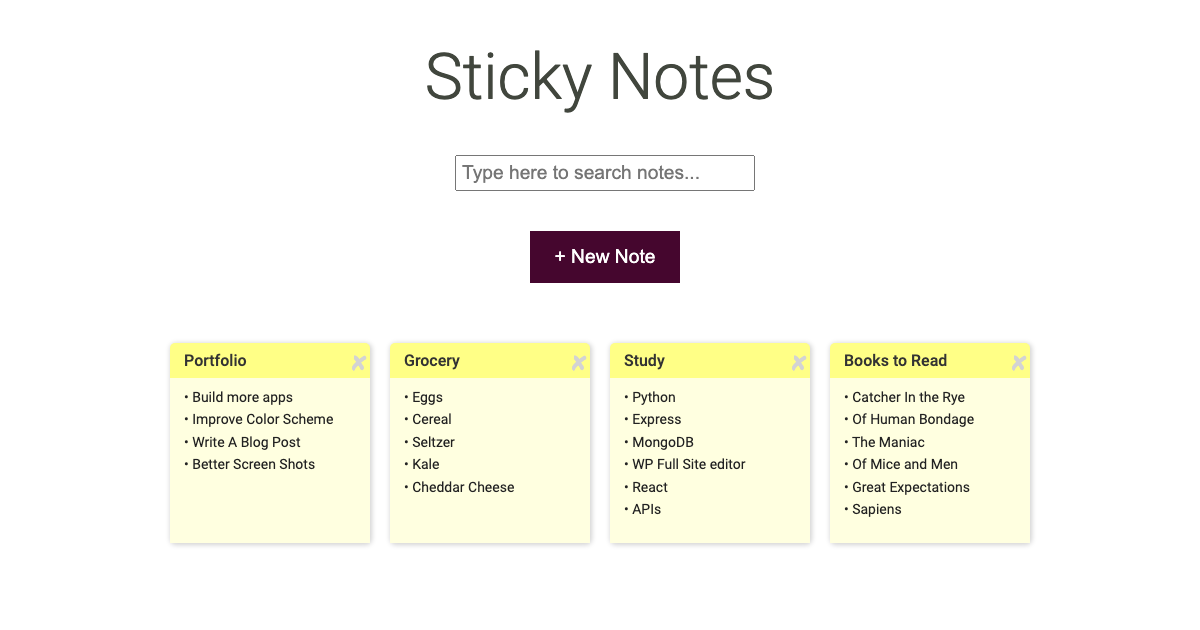 Sticky Notes
Type here to search notes...
+ New Note
Portfolio
• Build more apps
• Improve Color Scheme
• Write A Blog Post
• Better Screen Shots
Grocery
• Eggs
• Cereal
• Seltzer
• Kale
• Cheddar Cheese
Study
• Python
• Express
• MongoDB
• WP Full Site editor
• React
• APIs
Books to Read
• Catcher In the Rye
• Of Human Bondage
• The Maniac
• Of Mice and Men
• Great Expectations
• Sapiens